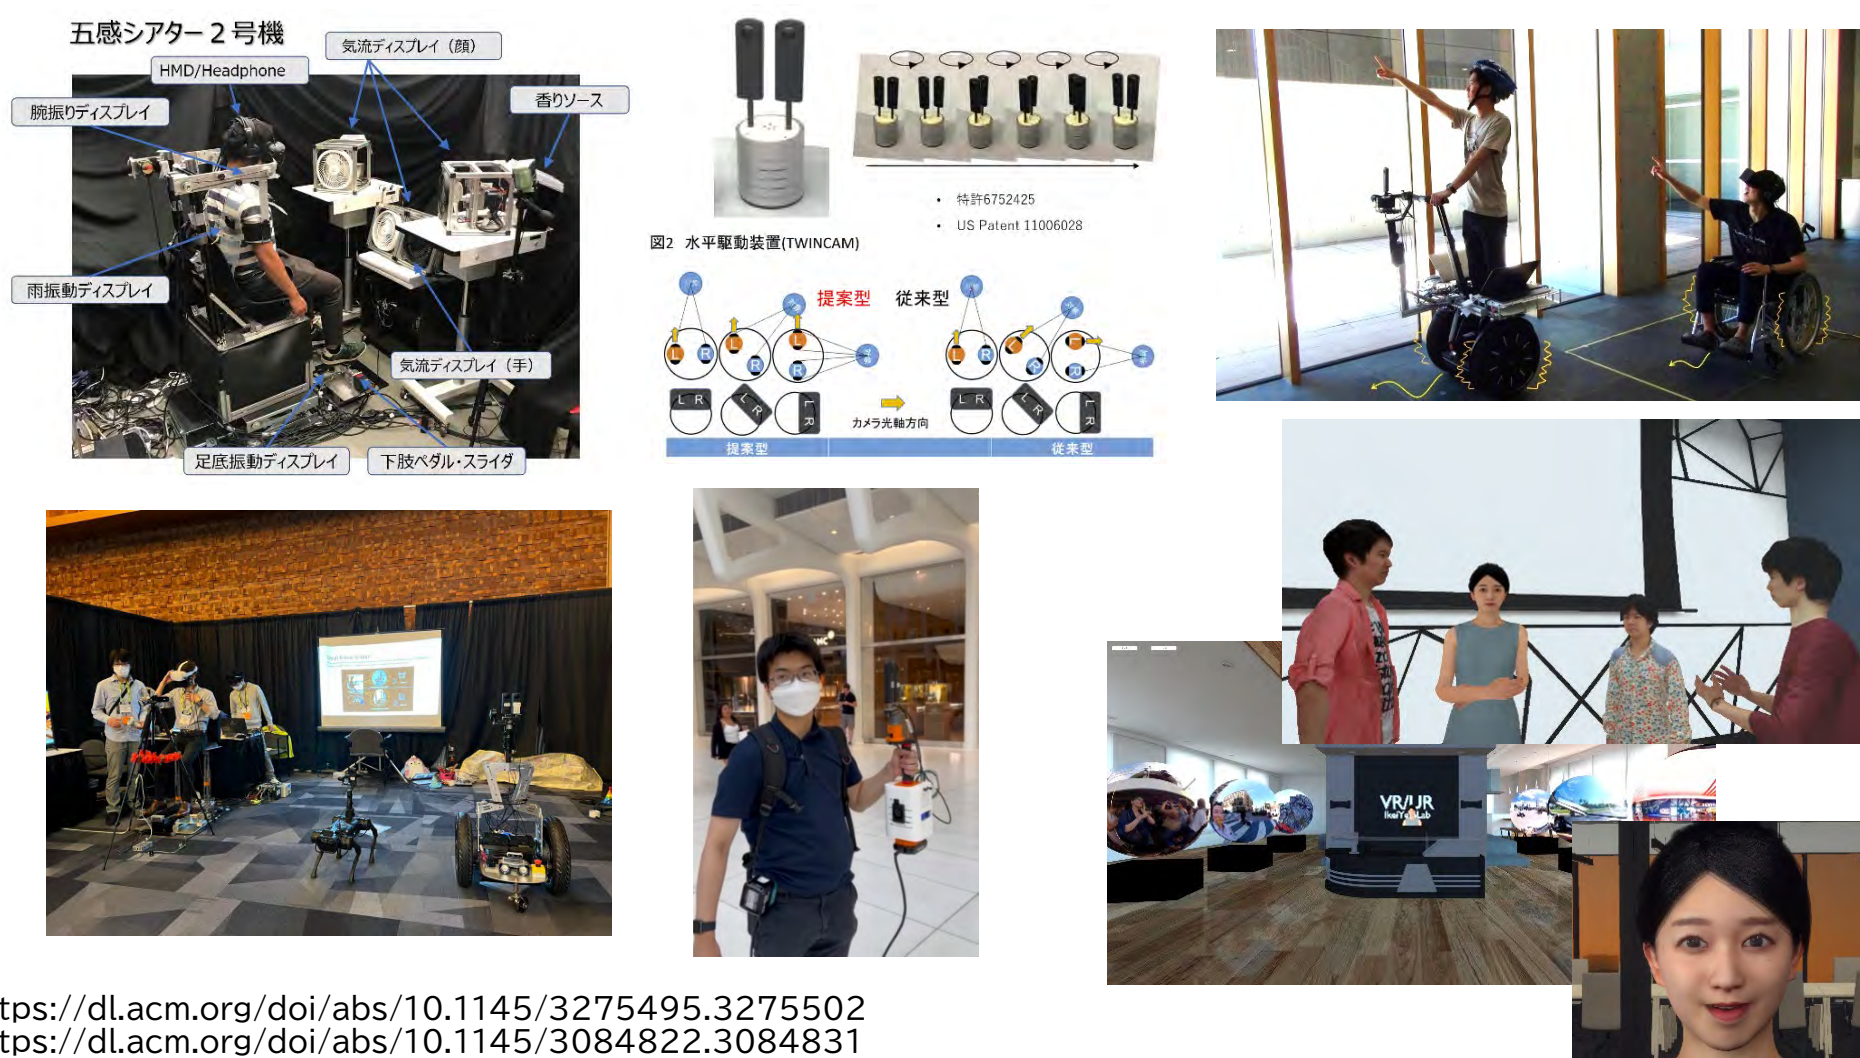 五感シアター２号機
気流ディスプレイ（顔）
HMD/Headphone
香りソース
腕振りディスプレイ
雨振動ディスプレイ
気流ディスプレイ（手）
足底振動ディスプレイ
下肢ペダル・スライダ
• 特許6752425
• US Patent 11006028
図2 水平駆動装置(TWINCAM)
提案型 従来型
L R L R L R
L R L R L R
L R L R L R
カメラ光軸方向
L R L R L R
提案型
従来型
VR/UR
tps://dl.acm.org/doi/abs/10.1145/3275495.3275502
tps://dl.acm.org/doi/abs/10.1145/3084822.3084831